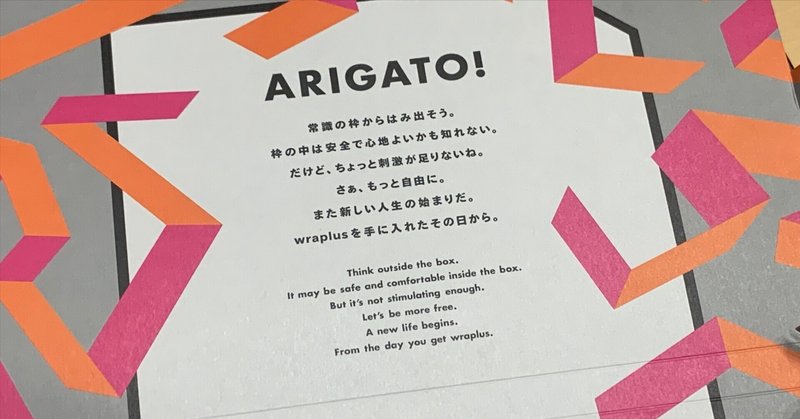 ARIGATO!
常識の枠からはみ出そう。
枠の中は安全で心地よいかも知れない。
だけど、ちょっと刺激が足りないね。
さぁ、もっと自由に。
また新しい人生の始まりだ。
wraplusを手に入れたその日から。
Think outside the box.
It may be safe and comfortable inside the box.
But it's not stimulating enough.
Let's be more free.
A new life begins.
From the day you get wraplus.